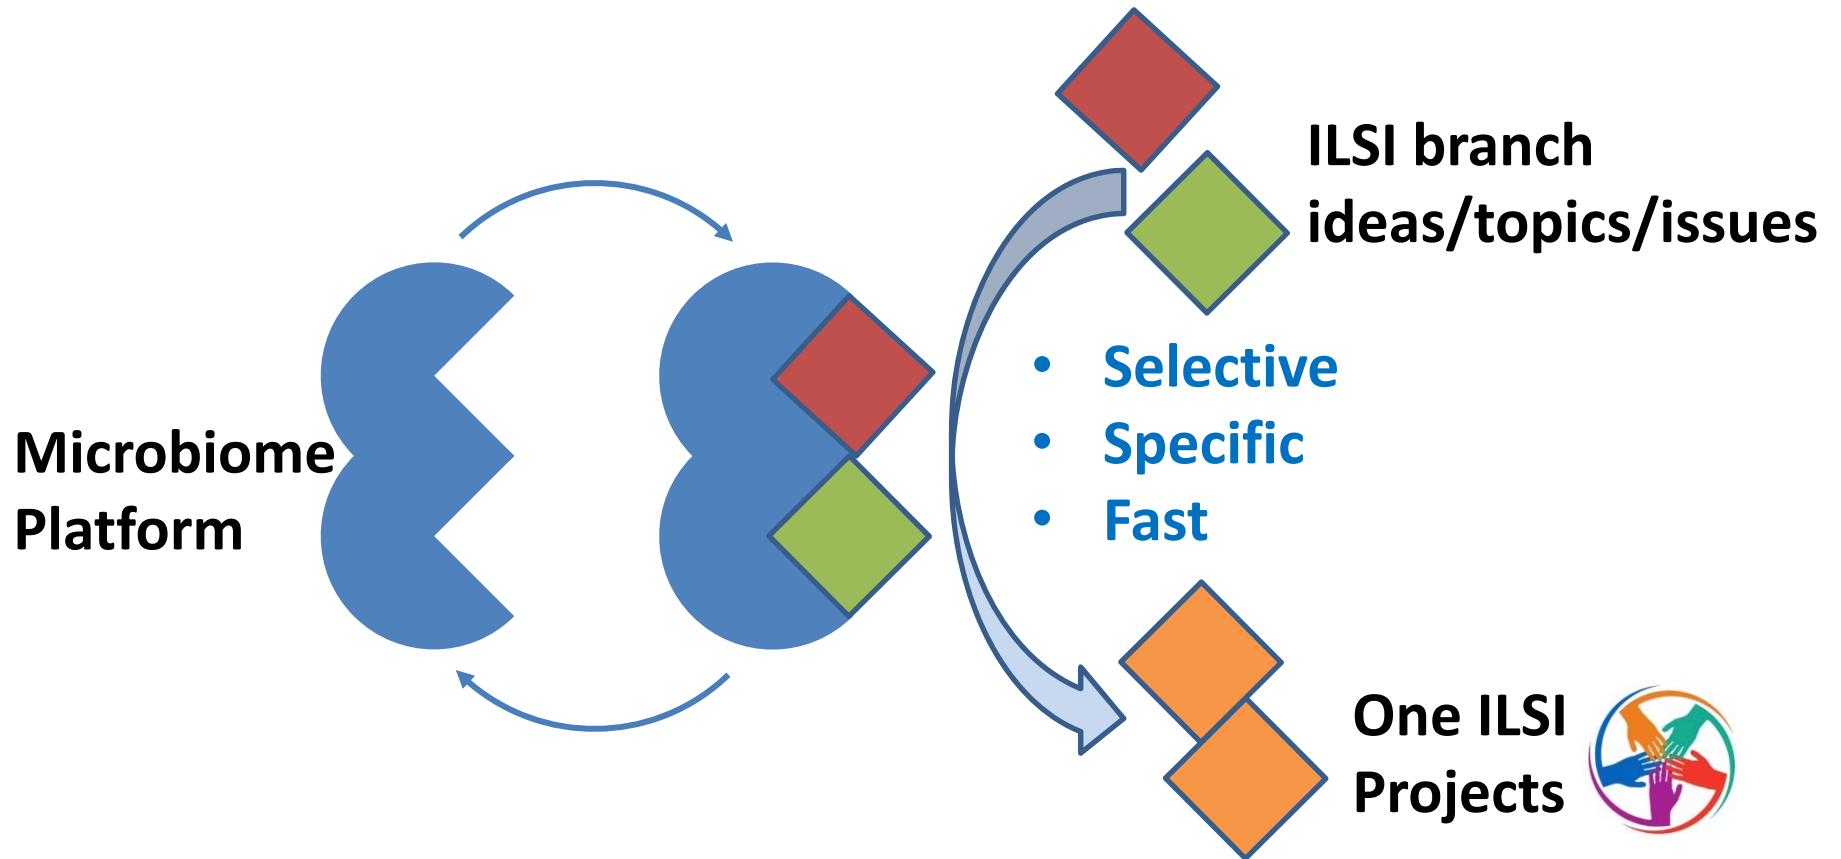 ILSI branch
ideas/topics/issues
• Selective
• Specific
• Fast
Microbiome
Platform
One ILSI
Projects